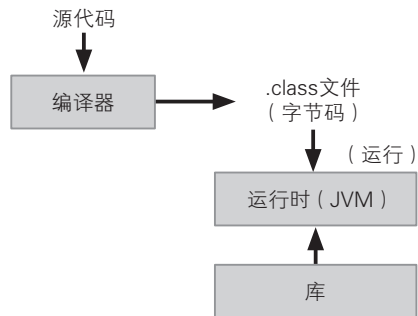 源代码
编译器
.class文件
（字节码）
（运行）
运行时（JVM）
库